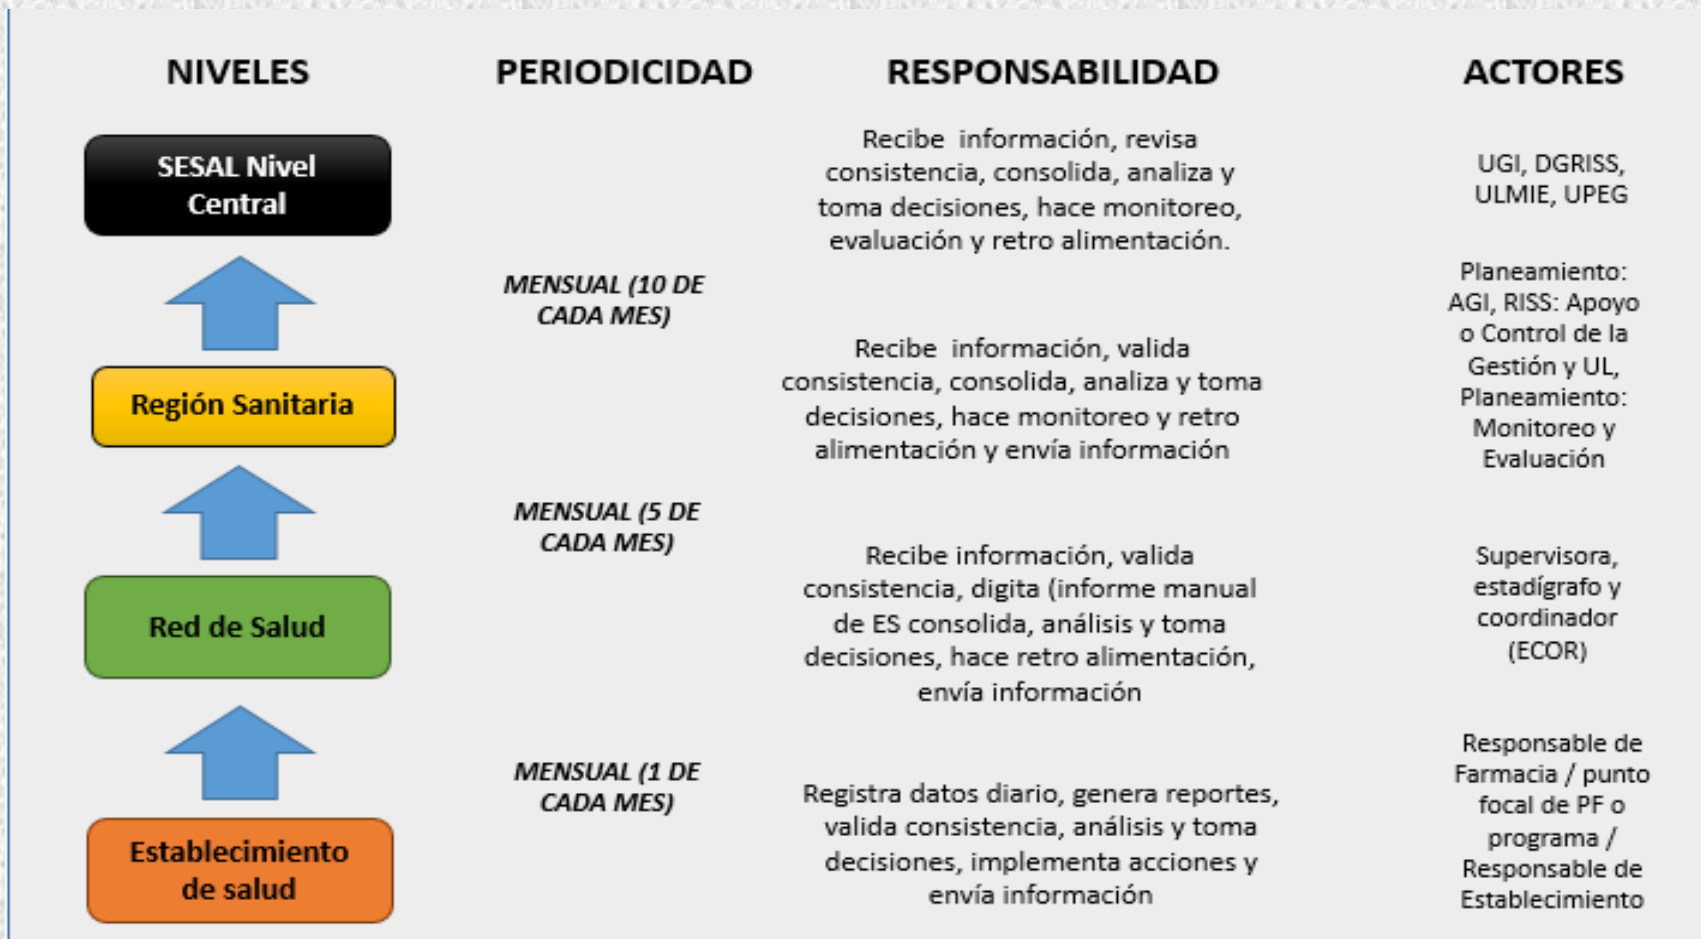 NIVELES
PERIODICIDAD
RESPONSABILIDAD
ACTORES
SESAL Nivel
Central
Recibe información, revisa
consistencia, consolida, analiza y
toma decisiones, hace monitoreo,
evaluación y retro alimentación.
UGI, DGRISS,
ULMIE, UPEG
MENSUAL (10 DE
CADA MES)
Región Sanitaria
Recibe información, valida
consistencia, consolida, analiza y toma
decisiones, hace monitoreo y retro
alimentación y envía información
Planeamiento:
AGI, RISS: Apoyo
o Control de la
Gestión y UL,
Planeamiento:
Monitoreo y
Evaluación
MENSUAL (5 DE
CADA MES)
Red de Salud
Recibe información, valida
consistencia, digita (informe manual
de ES consolida, análisis y toma
decisiones, hace retro alimentación,
envía información
Supervisora,
estadígrafo y
coordinador
(ECOR)
MENSUAL (1 DE
CADA MES)
Establecimiento
de salud
Registra datos diario, genera reportes,
valida consistencia, análisis y toma
decisiones, implementa acciones y
envía información
Responsable de
Farmacia / punto
focal de PF o
programa /
Responsable de
Establecimiento